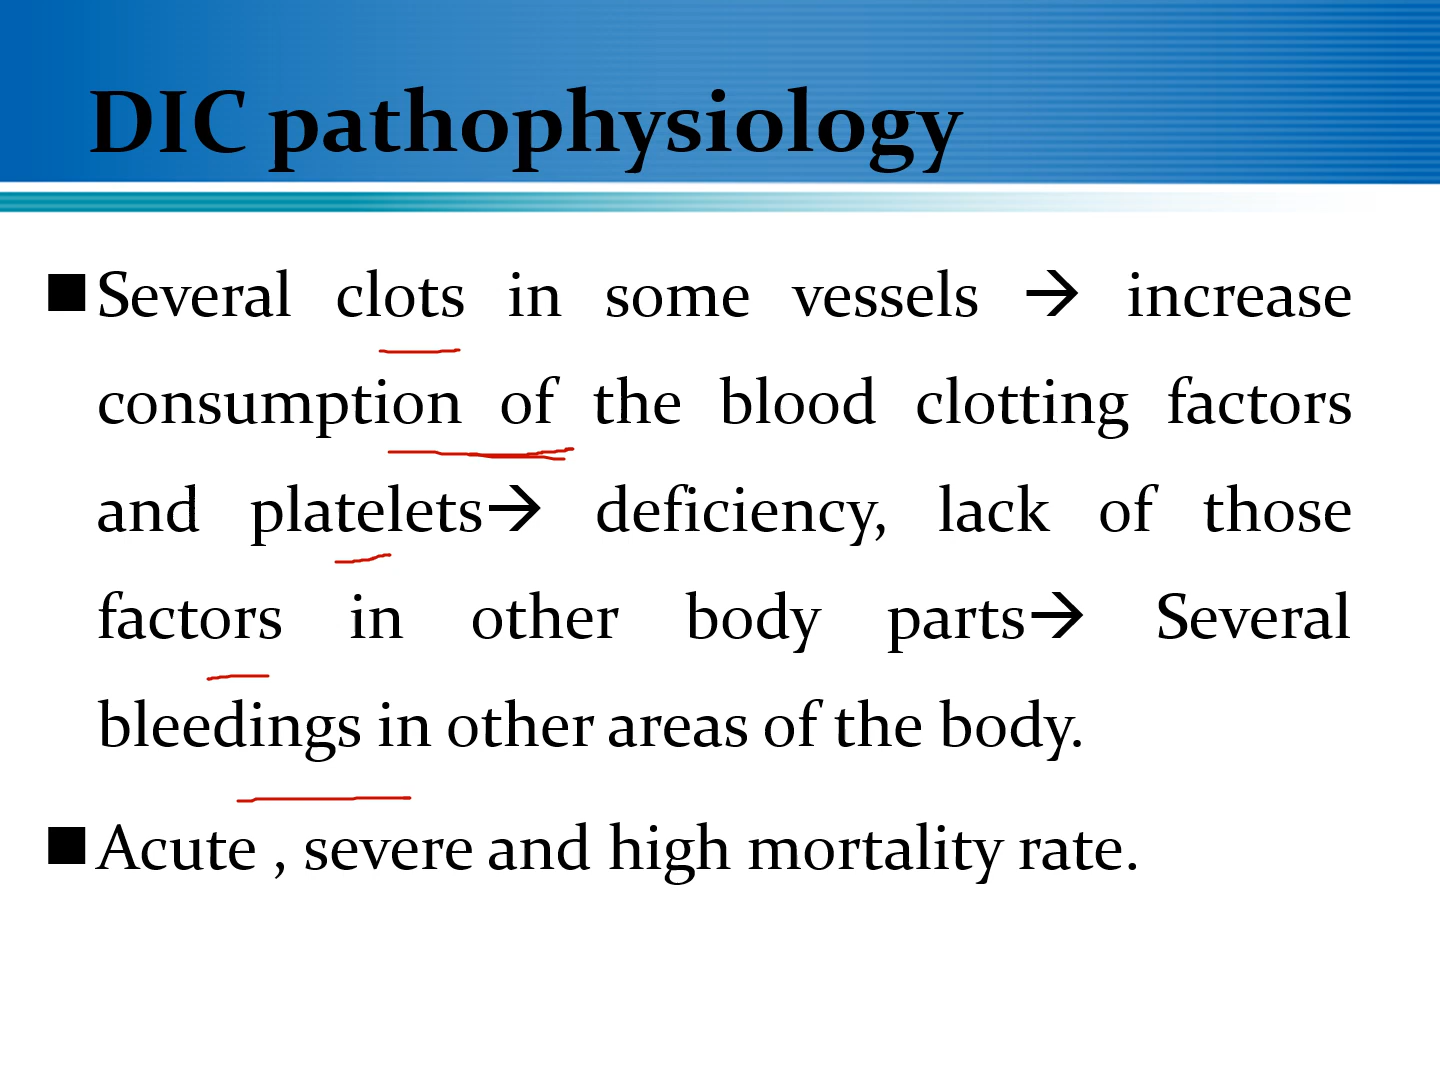 DIC pathophysiology
■ Several clots in some vessels → increase
consumption of the blood clotting factors
and platelets→ deficiency, lack of those
factors in other body parts→ Several
bleedings in other areas of the body.
■ Acute , severe and high mortality rate.